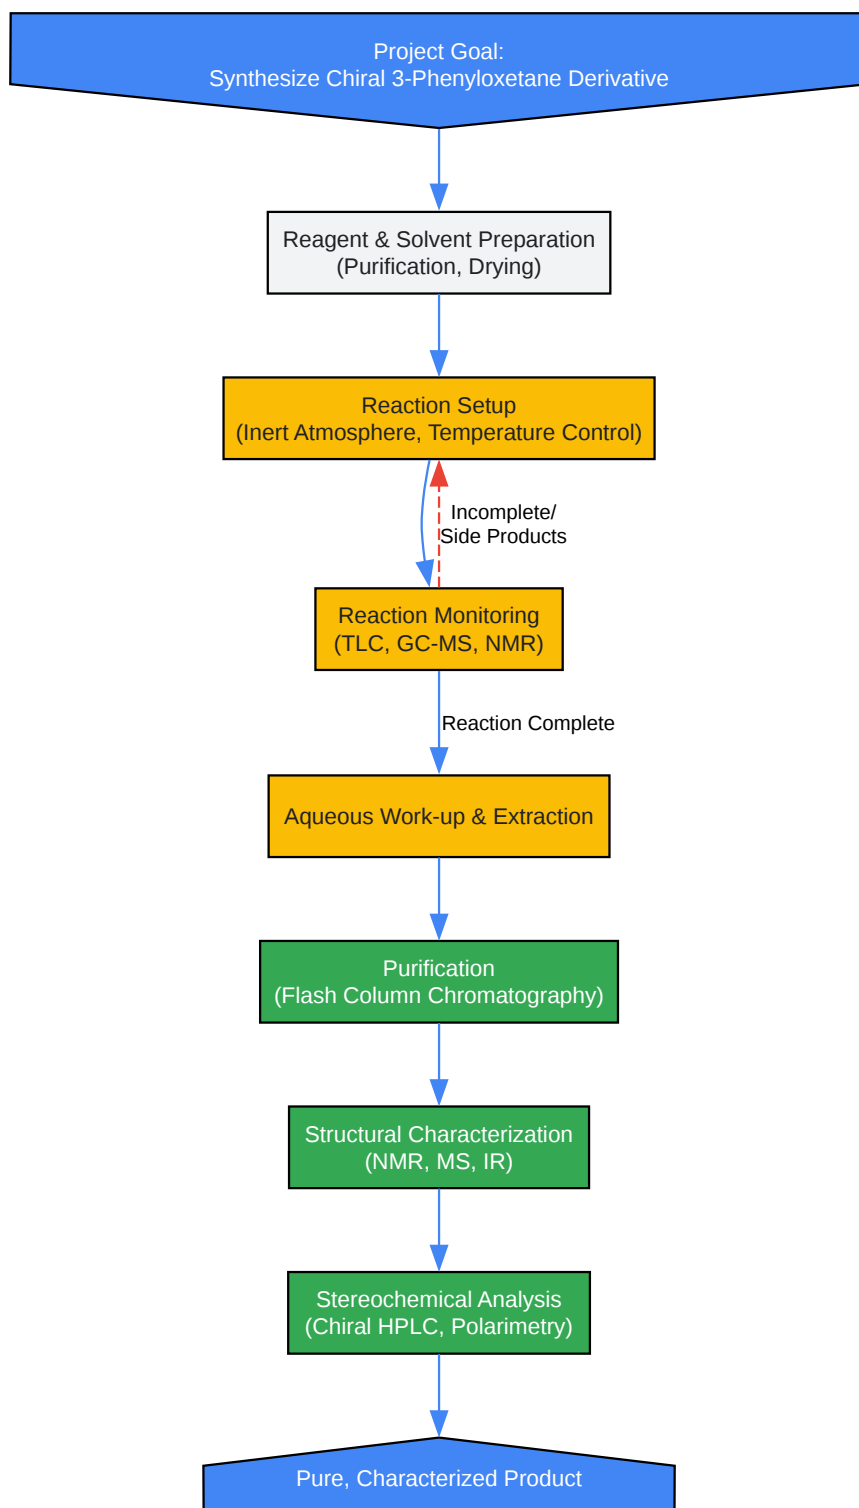 Project Goal:
Synthesize Chiral 3-Phenyloxetane Derivative
Reagent & Solvent Preparation
(Purification, Drying)
Reaction Setup
(Inert Atmosphere, Temperature Control)
Incomplete/
Side Products
Reaction Monitoring
(TLC, GC-MS, NMR)
Reaction Complete
Aqueous Work-up & Extraction
Purification
(Flash Column Chromatography)
Structural Characterization
(NMR, MS, IR)
Stereochemical Analysis
(Chiral HPLC, Polarimetry)
Pure, Characterized Product